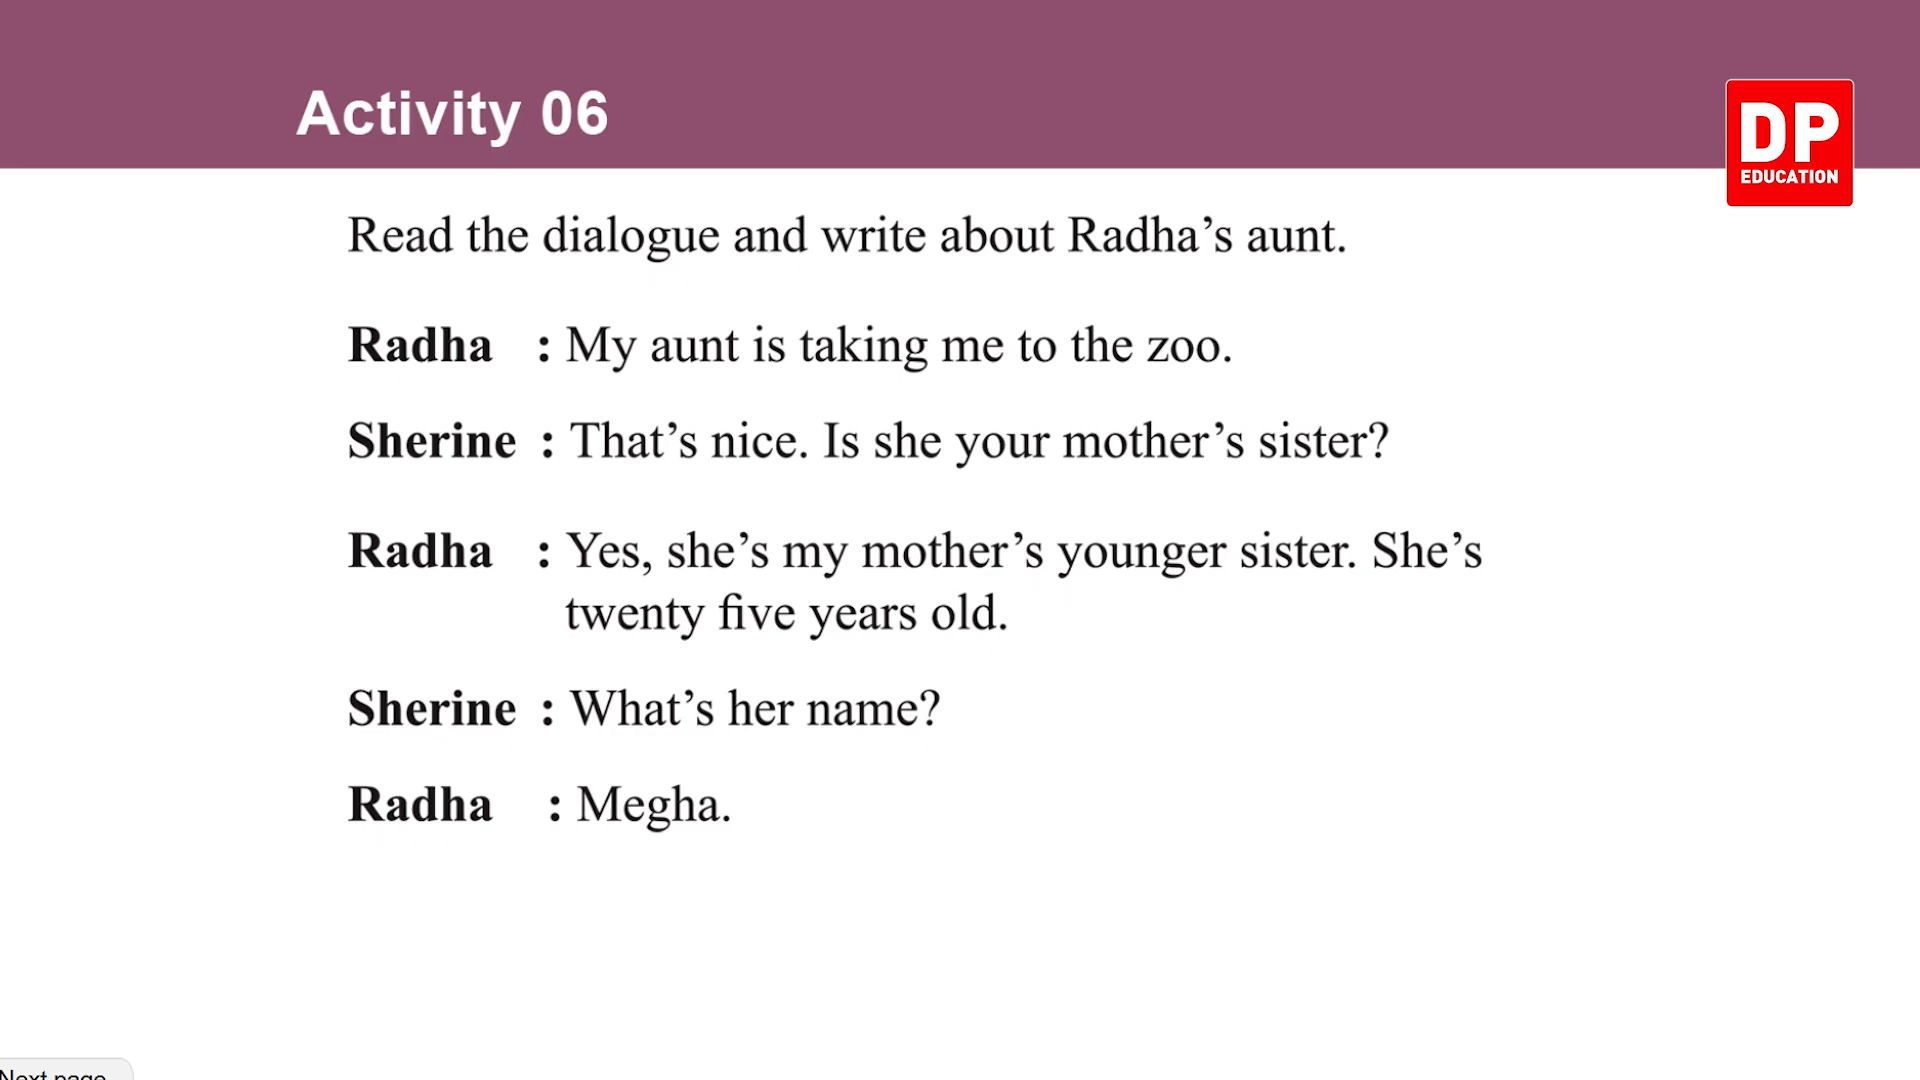 Activity 06
DP
EDUCATION
Read the dialogue and write about Radha’s aunt.
Radha : My aunt is taking me to the zoo.
Sherine : That’s nice. Is she your mother’s sister?
Radha : Yes, she’s my mother’s younger sister. She’s
twenty five years old.
Sherine : What’s her name?
Radha : Megha.
Next page